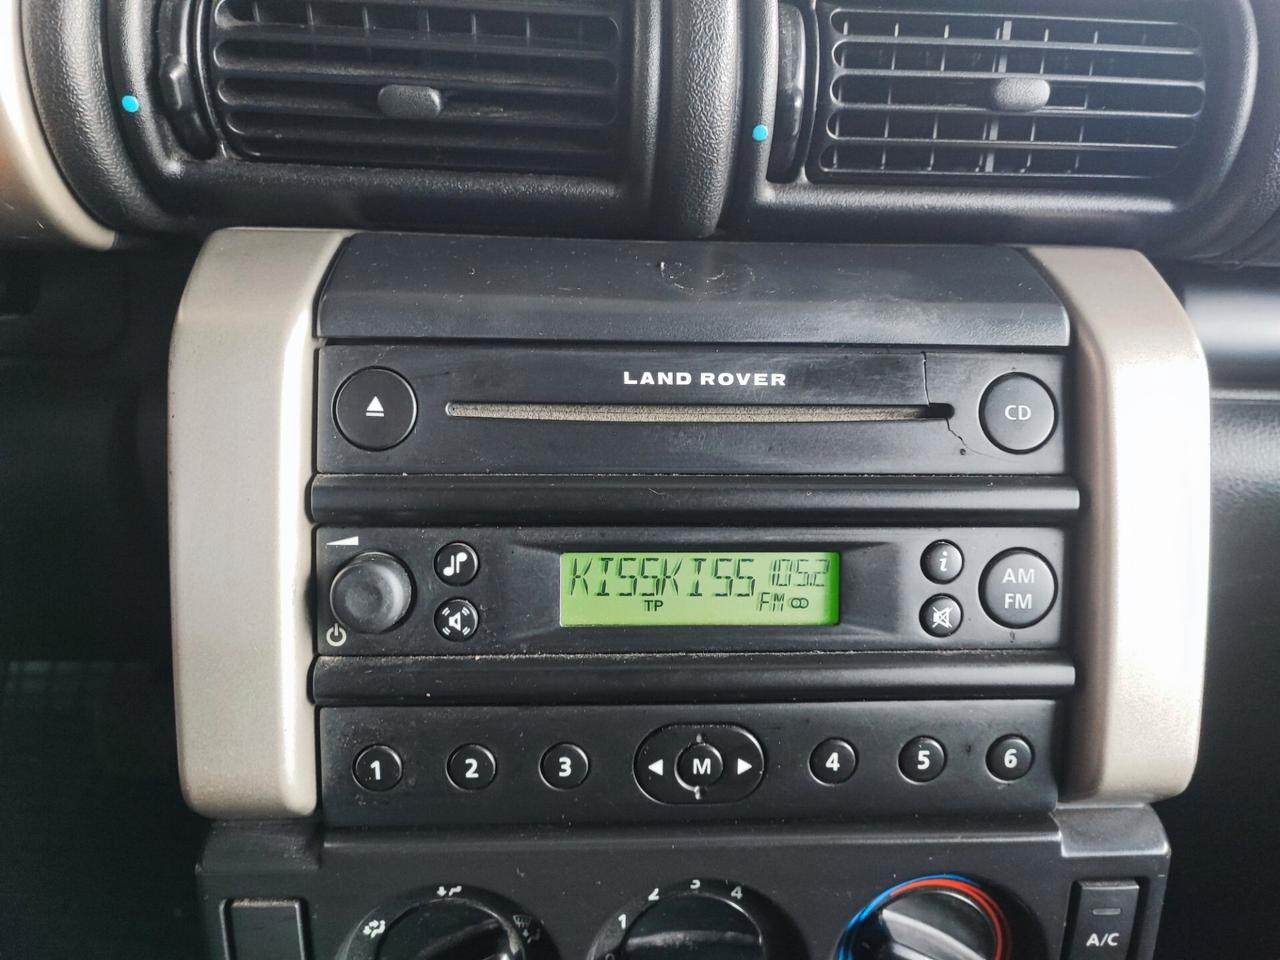 LAND ROVER
CD
KISSKISS 105.2
TP FM
AM
FM
1 2 3 M 4 5 6
1 2 3 4
A/C